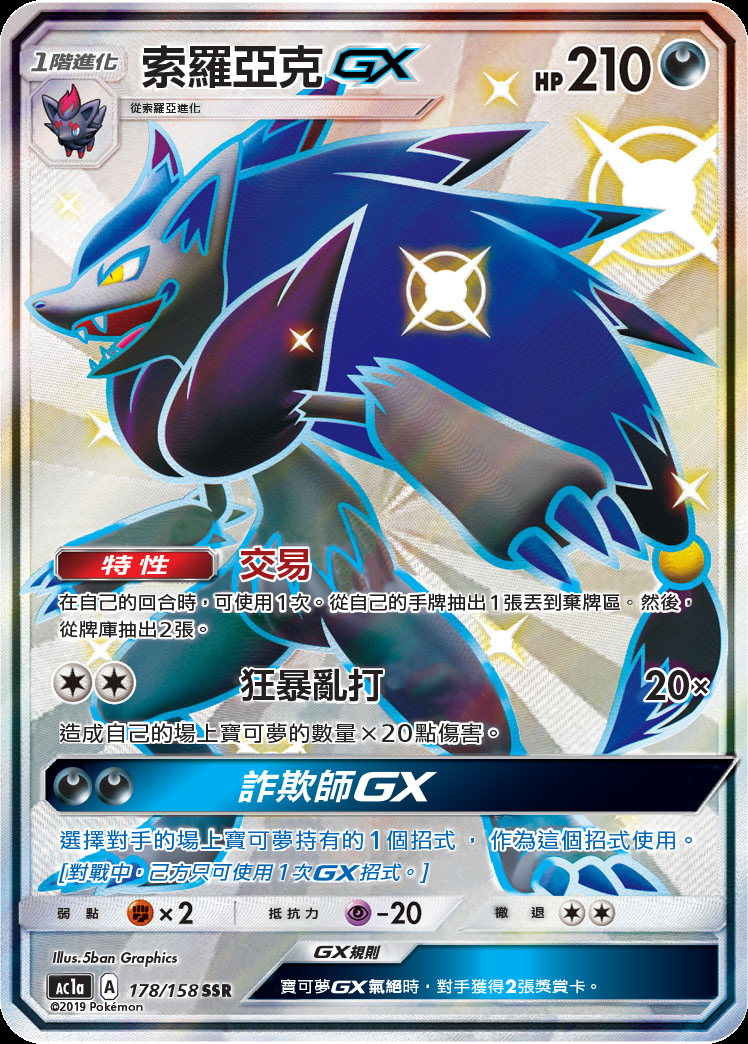 1階進化
索羅亞克GX
HP210
從索羅亞進化
特性 交易
在自己的回合時，可使用1次。從自己的手牌抽出1張丟到棄牌區。然後，
從牌庫抽出2張。
狂暴亂打 20×
造成自己的場上寶可夢的數量×20點傷害。
詐欺師GX
選擇對手的場上寶可夢持有的1個招式， 作為這個招式使用。
[對戰中，己方只可使用1次GX招式。]
弱點 ×2 抵抗力 -20 撤退
Illus.5ban Graphics
GX規則
AC1a A 178/158 SSR
寶可夢GX氣絕時，對手獲得2張獎賞卡。
©2019 Pokémon